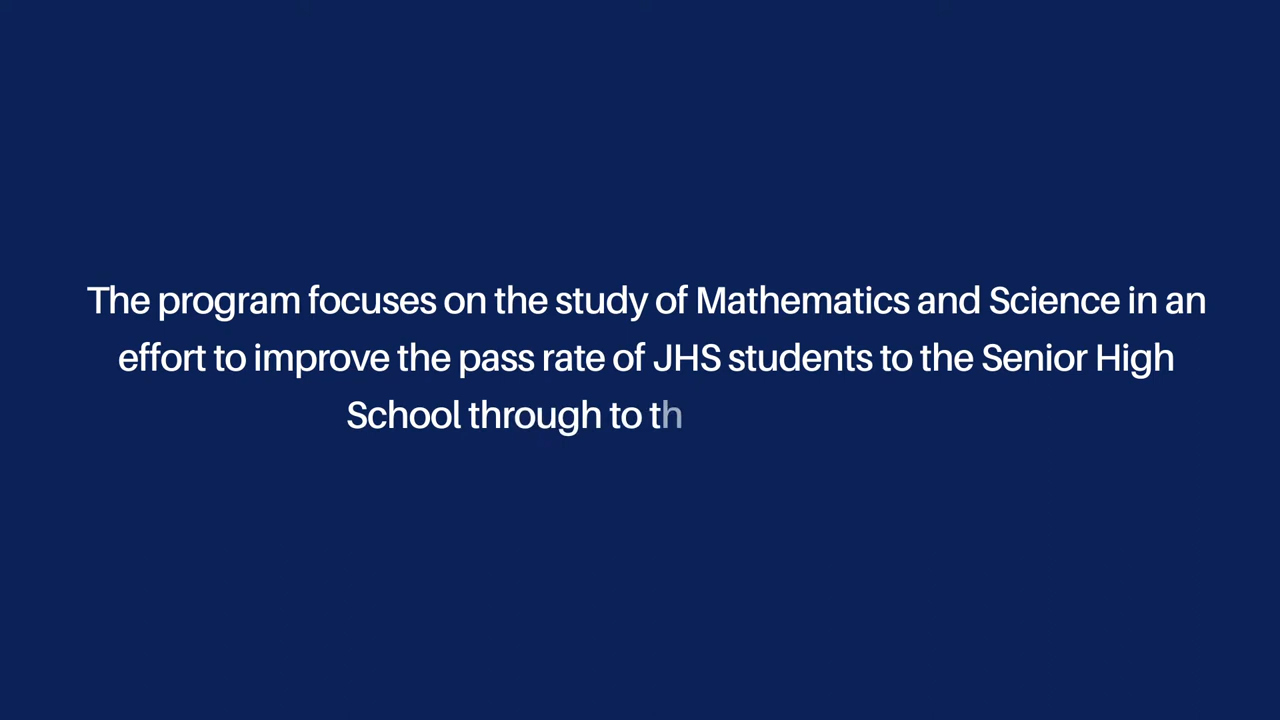 The program focuses on the study of Mathematics and Science in an
effort to improve the pass rate of JHS students to the Senior High
School through to th